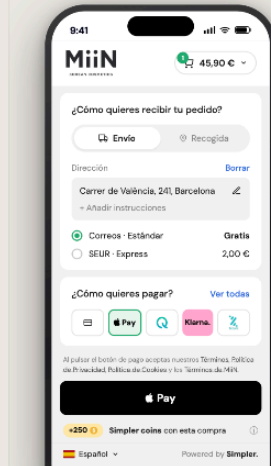 9:41
MiiN
1
45,90 €
¿Cómo quieres recibir tu pedido?
Envío
Recogida
Dirección
Borrar
Carrer de València, 241, Barcelona
+ Añadir instrucciones
Correos · Estándar
Gratis
SEUR · Express
2,00 €
¿Cómo quieres pagar?
Ver todas
Pay
Klarna.
Al pulsar el botón de pago aceptas nuestros Términos, Política
de Privacidad, Política de Cookies y los Términos de MiiN.
Pay
+250
Simpler coins con esta compra
Español
Powered by Simpler.